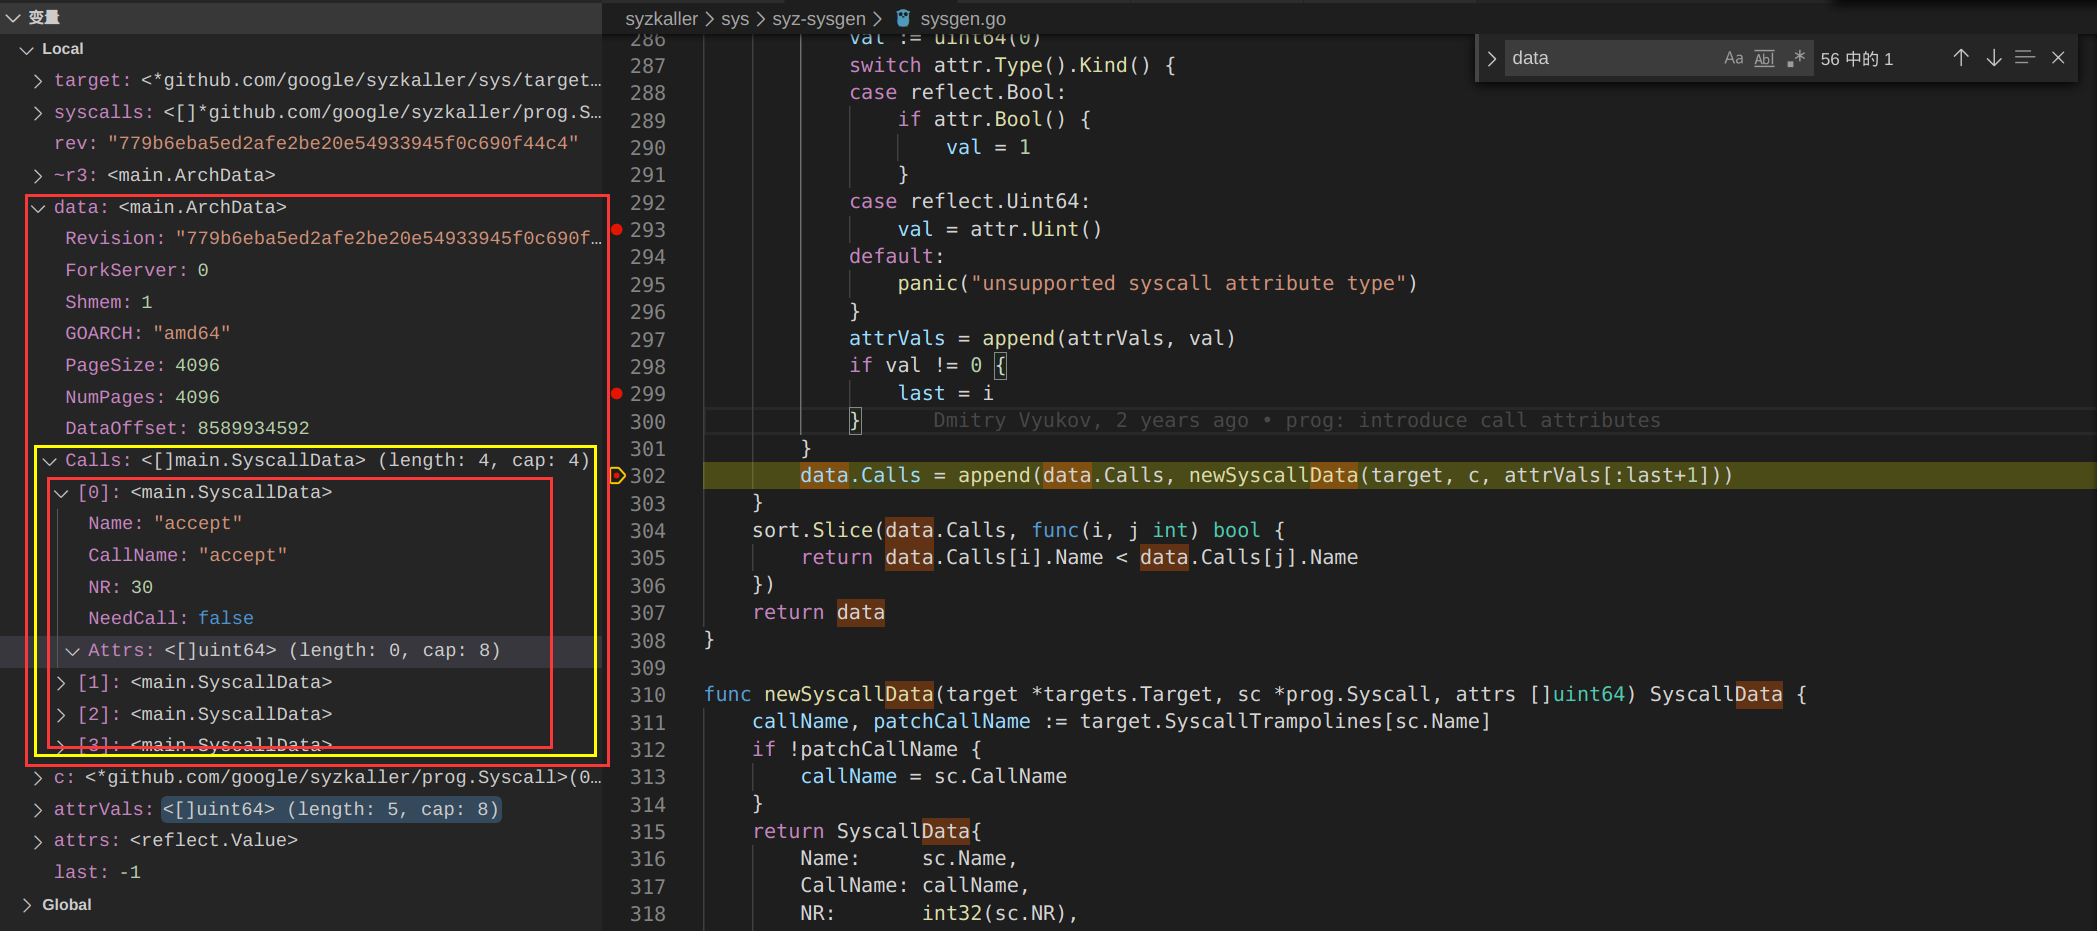 变量
Local
target: <*github.com/google/syzkaller/sys/target...
syscalls: <[]*github.com/google/syzkaller/prog.S...
rev: "779b6eba5ed2afe2be20e54933945f0c690f44c4"
~r3: <main.ArchData>
data: <main.ArchData>
Revision: "779b6eba5ed2afe2be20e54933945f0c690f...
ForkServer: 0
Shmem: 1
GOARCH: "amd64"
PageSize: 4096
NumPages: 4096
DataOffset: 8589934592
Calls: <[]main.SyscallData> (length: 4, cap: 4)
[0]: <main.SyscallData>
Name: "accept"
CallName: "accept"
NR: 30
NeedCall: false
Attrs: <[]uint64> (length: 0, cap: 8)
[1]: <main.SyscallData>
[2]: <main.SyscallData>
[3]: <main.SyscallData>
c: <*github.com/google/syzkaller/prog.Syscall>(0...
attrVals: <[]uint64> (length: 5, cap: 8)
attrs: <reflect.Value>
last: -1
Global
syzkaller > sys > syz-sysgen > sysgen.go
data Aa Abl .* 56 中的 1
286 val := uint64(0)
287 switch attr.Type().Kind() {
288 case reflect.Bool:
289 if attr.Bool() {
290 val = 1
291 }
292 case reflect.Uint64:
293 val = attr.Uint()
294 default:
295 panic("unsupported syscall attribute type")
296 }
297 attrVals = append(attrVals, val)
298 if val != 0 {
299 last = i
300 } Dmitry Vyukov, 2 years ago • prog: introduce call attributes
301 }
302 data.Calls = append(data.Calls, newSyscallData(target, c, attrVals[:last+1]))
303 }
304 sort.Slice(data.Calls, func(i, j int) bool {
305 return data.Calls[i].Name < data.Calls[j].Name
306 })
307 return data
308 }
309
310 func newSyscallData(target *targets.Target, sc *prog.Syscall, attrs []uint64) SyscallData {
311 callName, patchCallName := target.SyscallTrampolines[sc.Name]
312 if !patchCallName {
313 callName = sc.CallName
314 }
315 return SyscallData{
316 Name: sc.Name,
317 CallName: callName,
318 NR: int32(sc.NR),